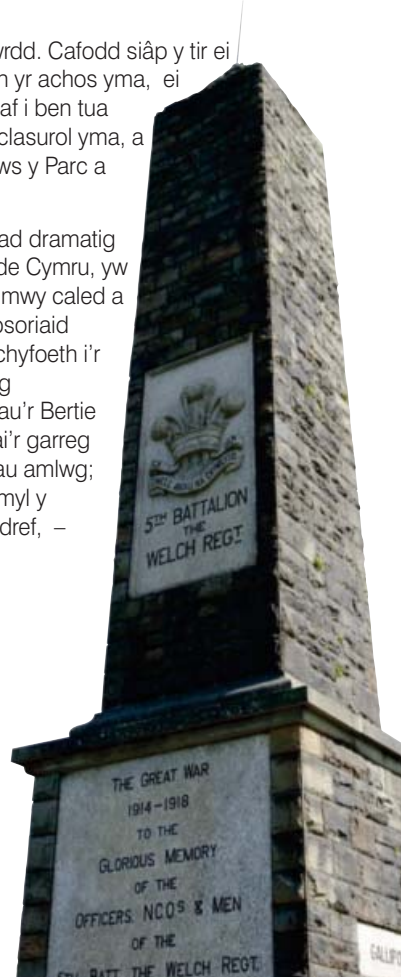 yrdd. Cafodd siâp y tir ei
n yr achos yma, ei
af i ben tua
clasurol yma, a
ws y Parc a
ad dramatig
de Cymru, yw
mwy caled a
osoriaid
chyfoeth i'r
g
au'r Bertie
ai'r garreg
au amlwg;
myl y
dref, –
5TH BATTALION
THE
WELCH REGT
THE GREAT WAR
1914-1918
TO THE
GLORIOUS MEMORY
OF THE
OFFICERS. NCOS & MEN
OF THE
5TH BATT. THE WELCH REGT.
GALLIPO